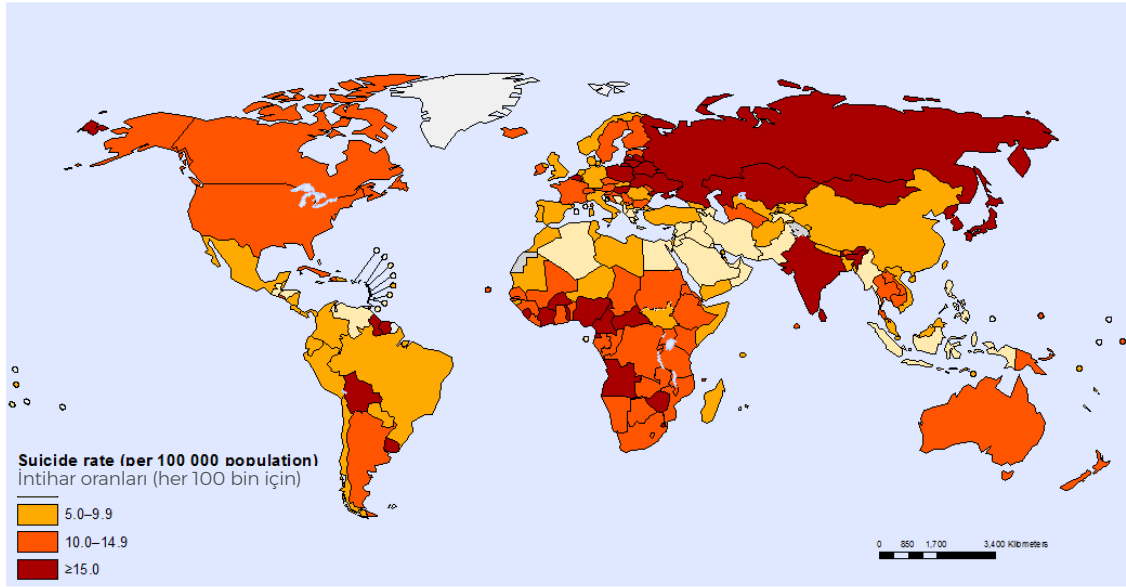 Suicide rate (per 100 000 population)
İntihar oranları (her 100 bin için)
5.0–9.9
10.0–14.9
≥15.0
0 850 1,700 3,400 Kilometers